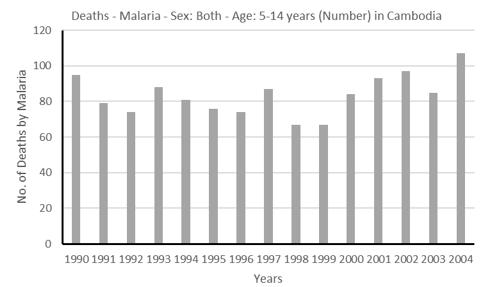 Deaths - Malaria - Sex: Both - Age: 5-14 years (Number) in Cambodia
120
100
80
60
40
20
0
No. of Deaths by Malaria
1990 1991 1992 1993 1994 1995 1996 1997 1998 1999 2000 2001 2002 2003 2004
Years